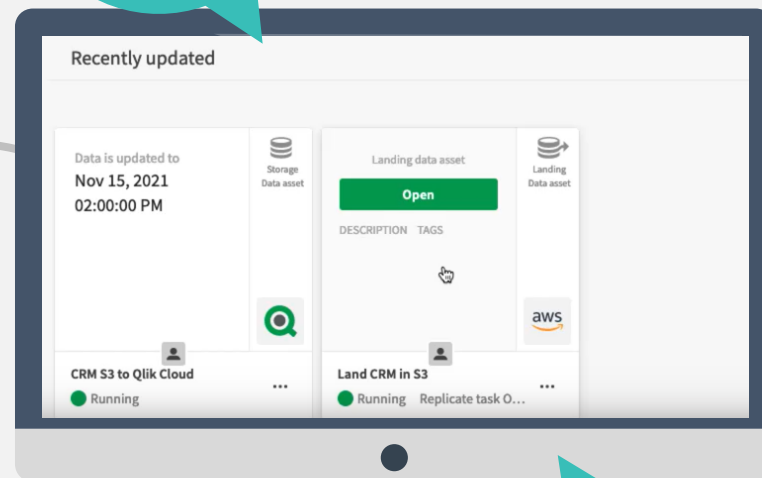 Recently updated
Data is updated to
Nov 15, 2021
02:00:00 PM
Storage
Data asset
CRM S3 to Qlik Cloud
...
Running
Landing data asset
Open
DESCRIPTION TAGS
Landing
Data asset
aws
Land CRM in S3
...
Running Replicate task O...